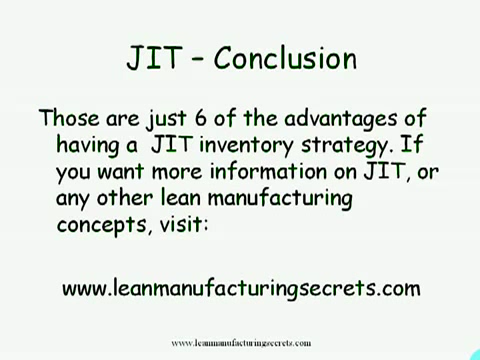 JIT – Conclusion
Those are just 6 of the advantages of
having a JIT inventory strategy. If
you want more information on JIT, or
any other lean manufacturing
concepts, visit:
www.leanmanufacturingsecrets.com
www.leanmanufacturingsecrets.com